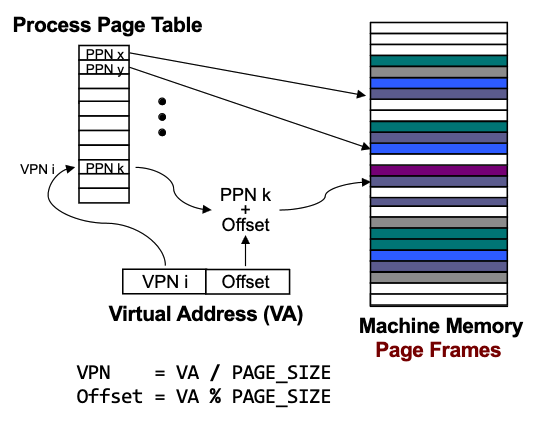 Process Page Table
PPN x
PPN y
VPN i
PPN k
PPN k
+
Offset
VPN i
Offset
Virtual Address (VA)
Machine Memory
Page Frames
VPN = VA / PAGE_SIZE
Offset = VA % PAGE_SIZE